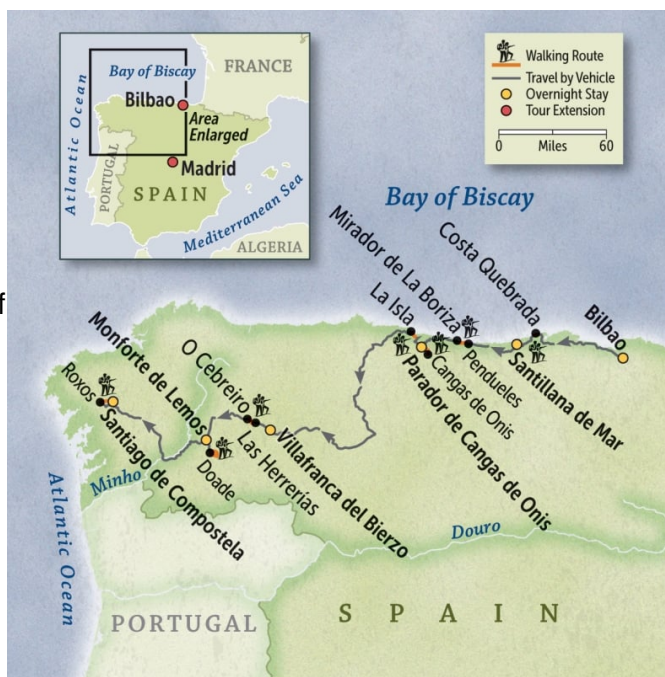 FRANCE
Bay of Biscay
Bilbao
Area
Enlarged
Atlantic Ocean
PORTUGAL
Madrid
SPAIN
Mediterranean Sea
ALGERIA
Walking Route
Travel by Vehicle
Overnight Stay
Tour Extension
0 Miles 60
Bay of Biscay
Costa Quebrada
Mirador de La Boriza
La Isla
Bilbao
Santillana de Mar
Pendueles
Cangas de Onis
Parador de Cangas de Onis
O Cebreiro
Monforte de Lemos
Roxos
Santiago de Compostela
Villafranca del Bierzo
Las Herrerías
Doade
Minho
Atlantic Ocean
Douro
PORTUGAL
SPAIN
f